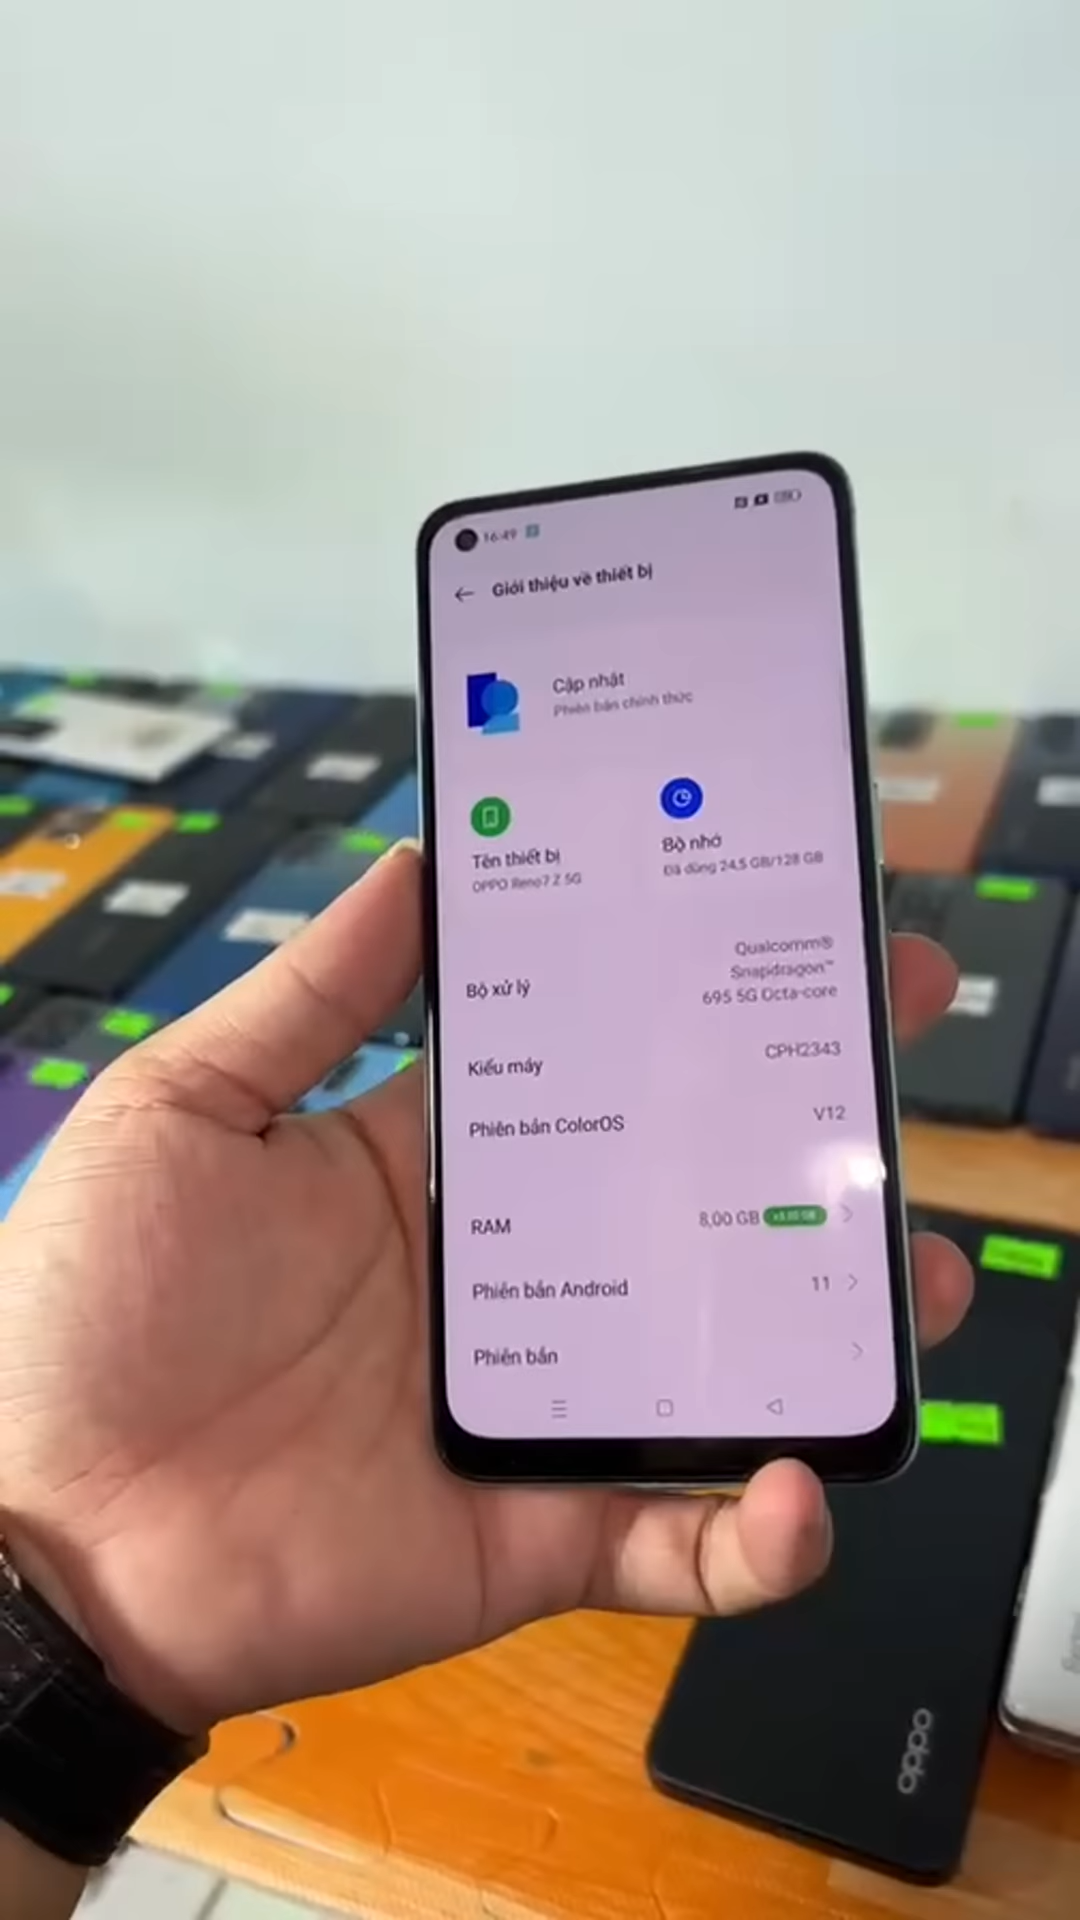 16:49
Giới thiệu về thiết bị
Cập nhật
Phiên bản chính thức
Tên thiết bị
OPPO Reno7 Z 5G
Bộ nhớ
Đã dùng 24,5 GB/128 GB
Bộ xử lý
Qualcomm®
Snapdragon™
695 5G Octa-core
Kiểu máy
CPH2343
Phiên bản ColorOS
V12
RAM
8,00 GB
Phiên bản Android
11
Phiên bản
oppo